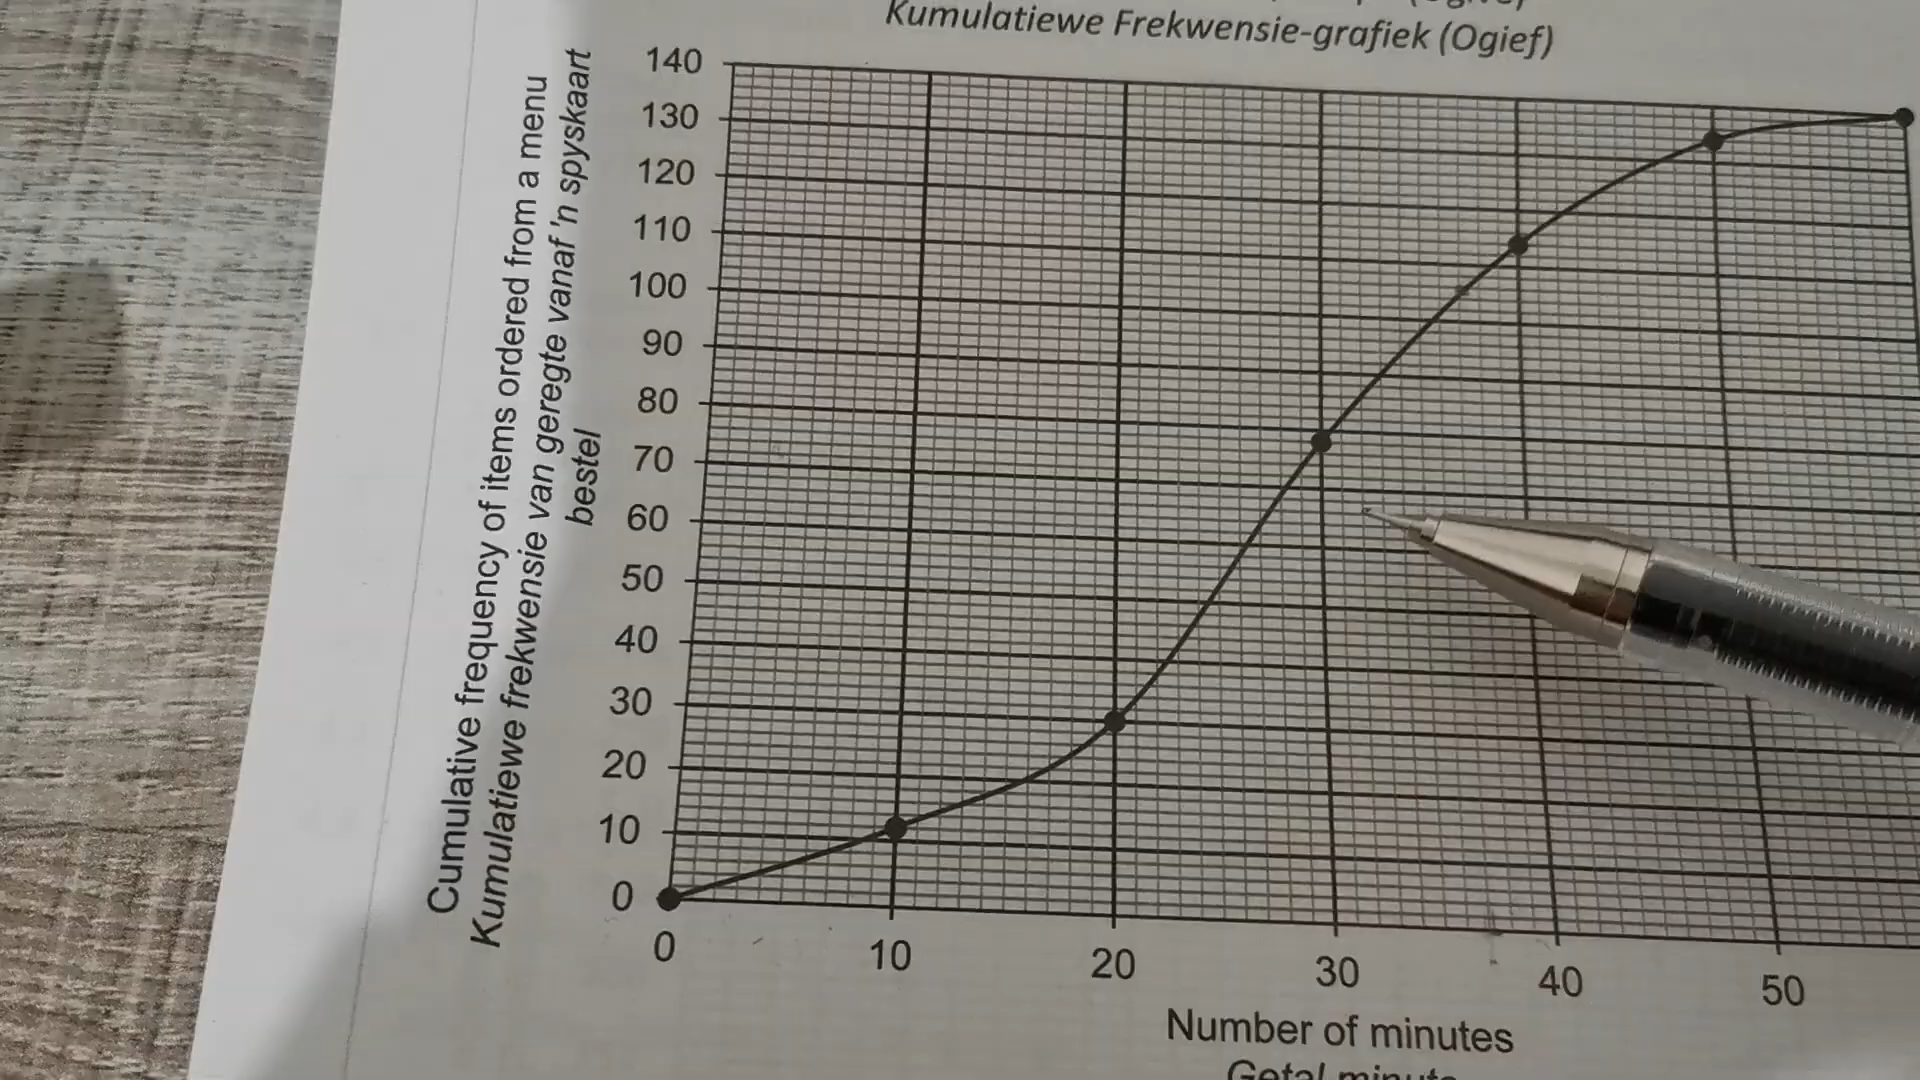 Kumulatiewe Frekwensie-grafiek (Ogief)
Cumulative frequency of items ordered from a menu
Kumulatiewe frekwensie van geregte vanaf 'n spyskaart
bestel
140
130
120
110
100
90
80
70
60
50
40
30
20
10
0
0 10 20 30 40 50
Number of minutes
Getal minute